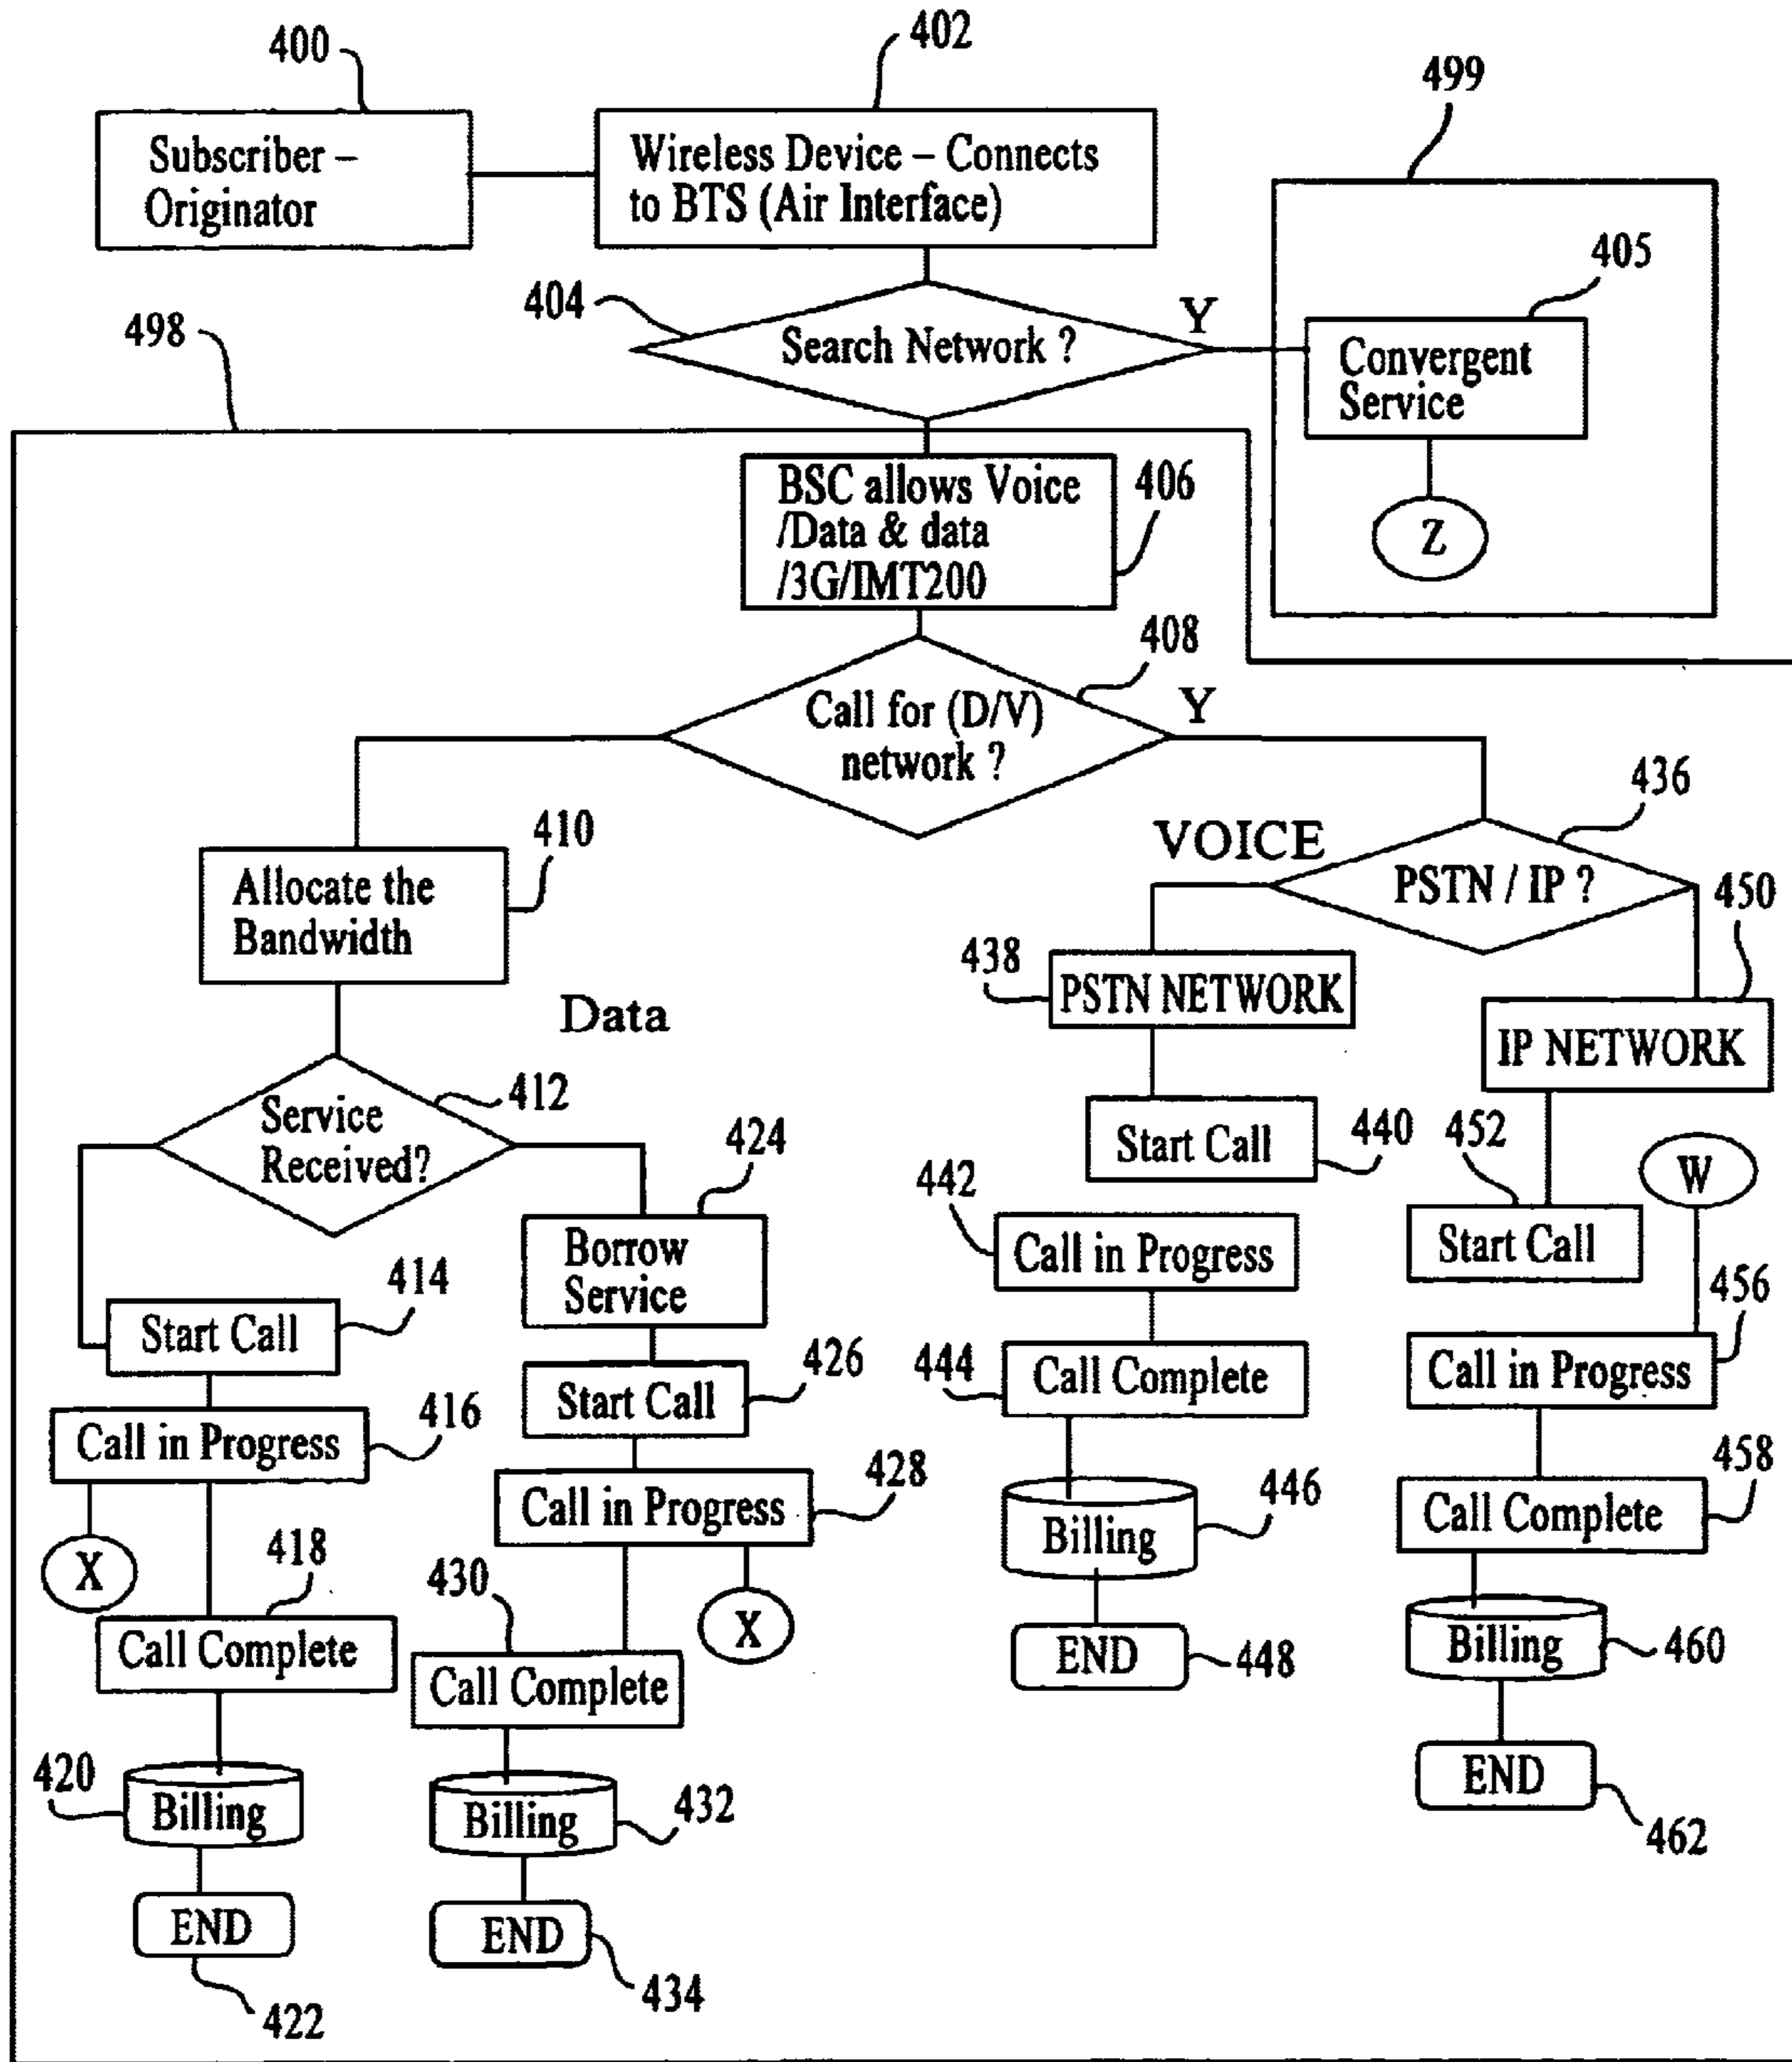 400
402
499
Subscriber –
Originator
Wireless Device – Connects
to BTS (Air Interface)
405
404
Search Network ?
Y
Convergent
Service
498
Z
BSC allows Voice
/Data & data
/3G/IMT200
406
408
Call for (D/V)
network ?
Y
436
410
VOICE
PSTN / IP ?
450
Allocate the
Bandwidth
438
PSTN NETWORK
Data
IP NETWORK
412
Service
Received?
424
Start Call
440
452
W
442
Borrow
Service
Call in Progress
Start Call
414
Start Call
456
426
444
Call Complete
Call in Progress
Start Call
416
Call in Progress
428
Call in Progress
446
Billing
458
Call Complete
X
418
430
X
Call Complete
END
448
Billing
460
Call Complete
420
Billing
432
Billing
END
462
END
END
422
434